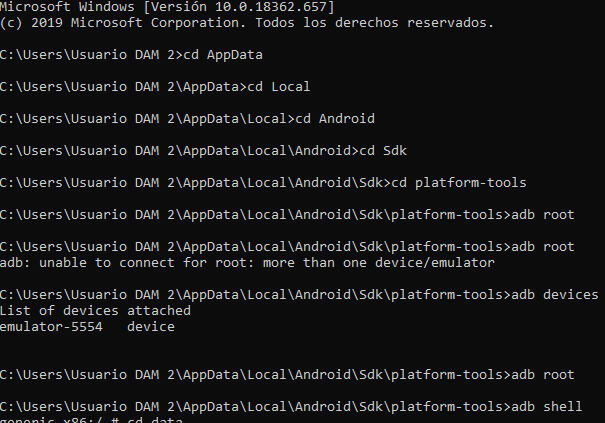 Microsoft Windows [Versión 10.0.18362.657]
(c) 2019 Microsoft Corporation. Todos los derechos reservados.
C:\Users\Usuario DAM 2>cd AppData
C:\Users\Usuario DAM 2\AppData>cd Local
C:\Users\Usuario DAM 2\AppData\Local>cd Android
C:\Users\Usuario DAM 2\AppData\Local\Android>cd Sdk
C:\Users\Usuario DAM 2\AppData\Local\Android\Sdk>cd platform-tools
C:\Users\Usuario DAM 2\AppData\Local\Android\Sdk\platform-tools>adb root
C:\Users\Usuario DAM 2\AppData\Local\Android\Sdk\platform-tools>adb root
adb: unable to connect for root: more than one device/emulator
C:\Users\Usuario DAM 2\AppData\Local\Android\Sdk\platform-tools>adb devices
List of devices attached
emulator-5554   device
C:\Users\Usuario DAM 2\AppData\Local\Android\Sdk\platform-tools>adb root
C:\Users\Usuario DAM 2\AppData\Local\Android\Sdk\platform-tools>adb shell
generic_x86:/ # cd data